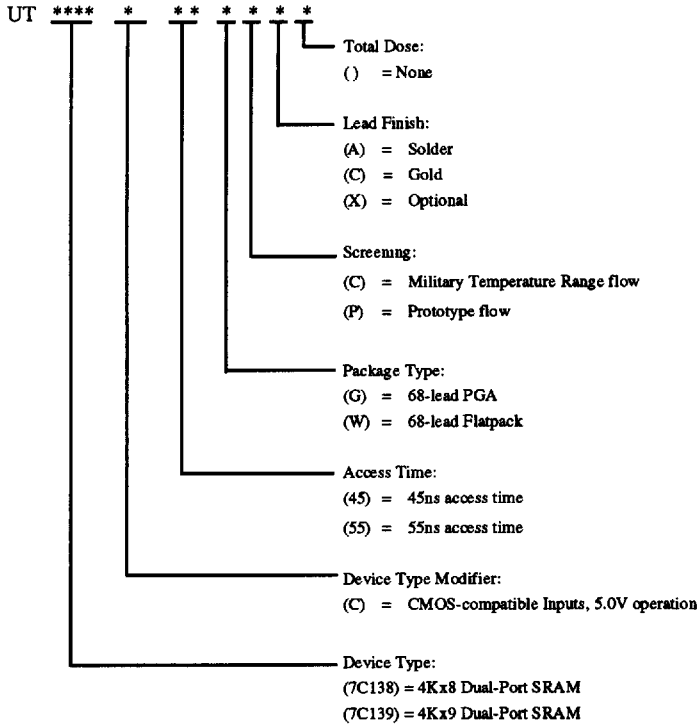 UT **** * ** * * * *
Total Dose:
() = None
Lead Finish:
(A) = Solder
(C) = Gold
(X) = Optional
Screening:
(C) = Military Temperature Range flow
(P) = Prototype flow
Package Type:
(G) = 68-lead PGA
(W) = 68-lead Flatpack
Access Time:
(45) = 45ns access time
(55) = 55ns access time
Device Type Modifier:
(C) = CMOS-compatible Inputs, 5.0V operation
Device Type:
(7C138) = 4Kx8 Dual-Port SRAM
(7C139) = 4Kx9 Dual-Port SRAM